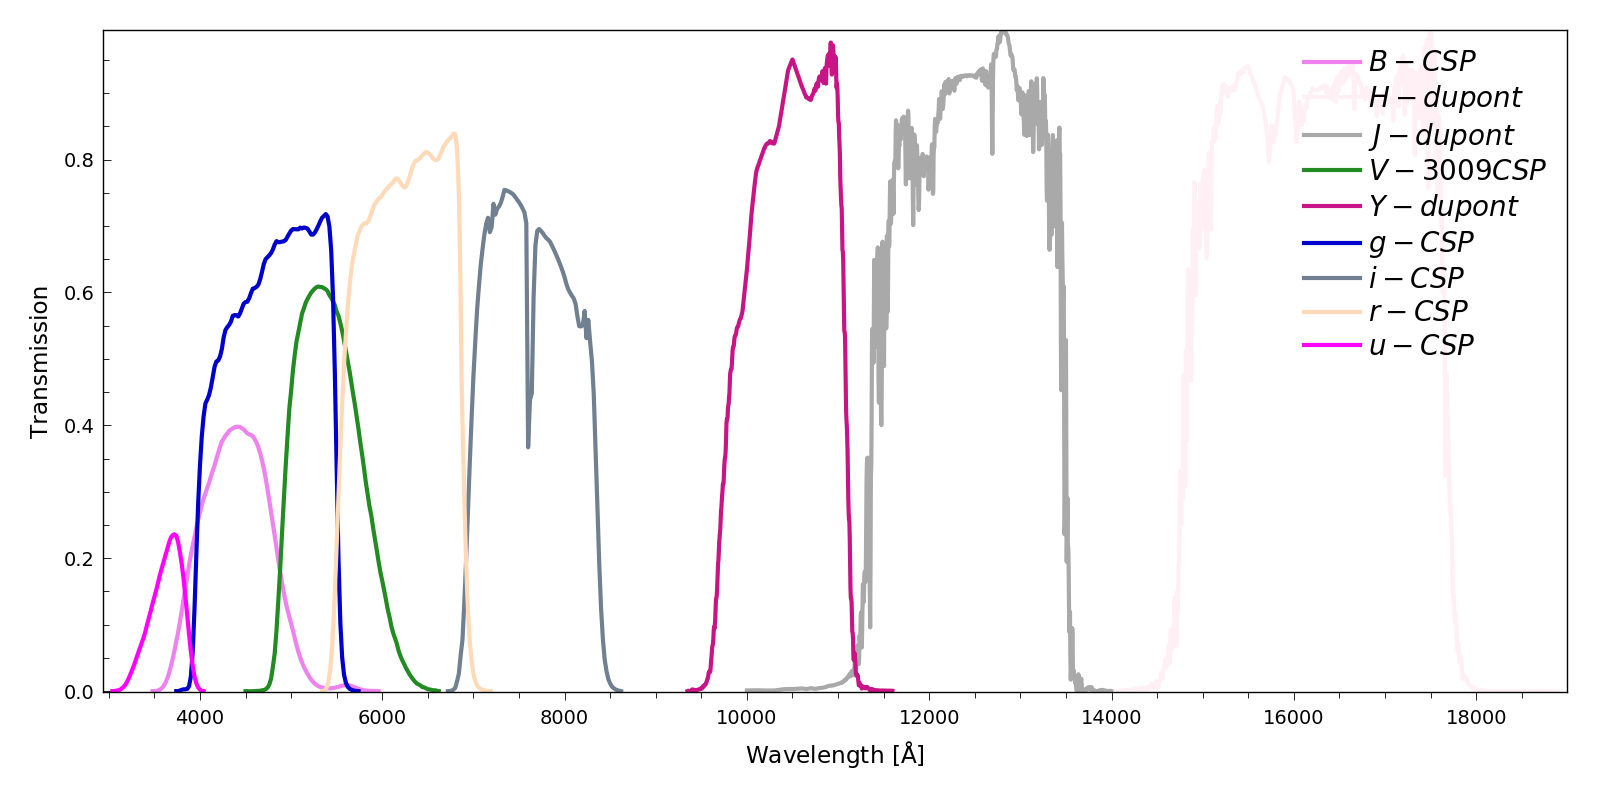 B − CSP
H − dupont
J − dupont
V − 3009CSP
Y − dupont
g − CSP
i − CSP
r − CSP
u − CSP
Transmission
0.8
0.6
0.4
0.2
0.0
4000 6000 8000 10000 12000 14000 16000 18000
Wavelength [Å]